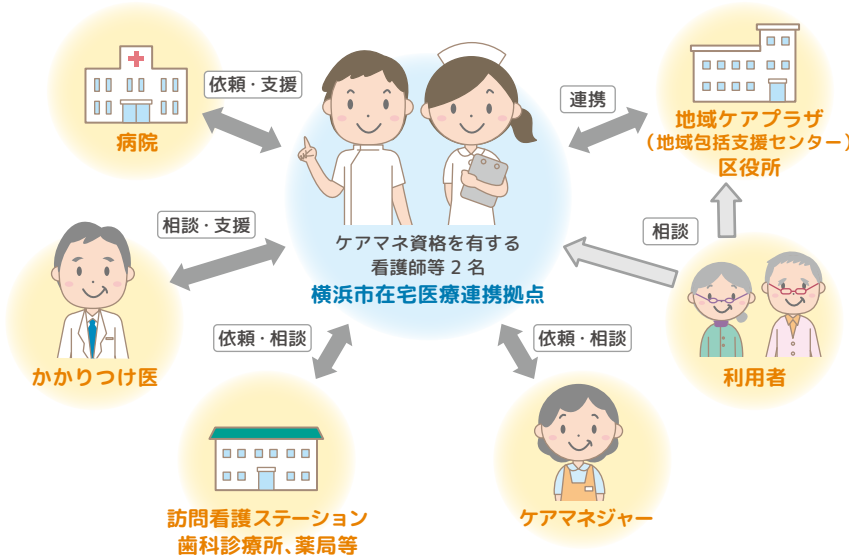 依頼・支援
病院
連携
地域ケアプラザ
（地域包括支援センター）
区役所
相談・支援
かかりつけ医
ケアマネ資格を有する
看護師等2名
横浜市在宅医療連携拠点
相談
利用者
依頼・相談
訪問看護ステーション
歯科診療所、薬局等
依頼・相談
ケアマネジャー